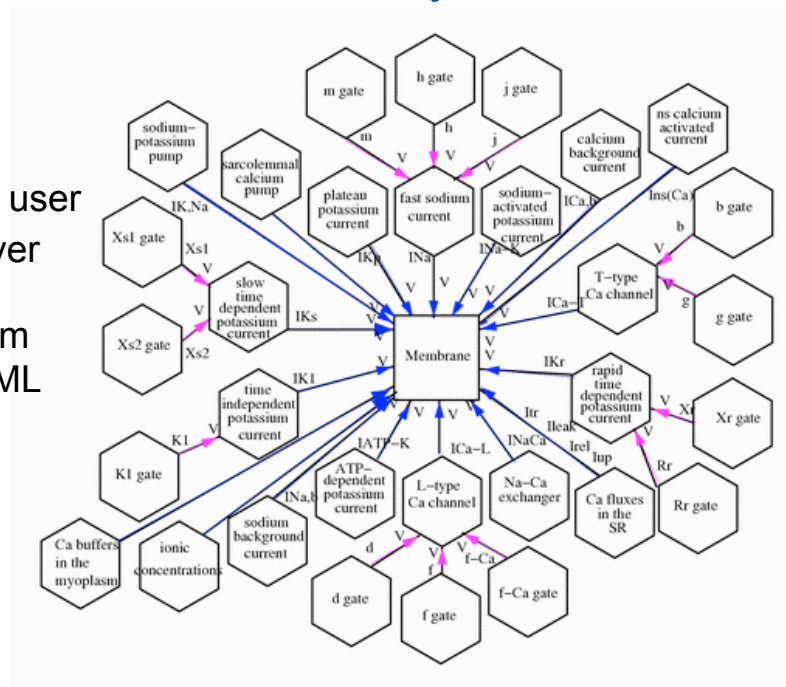 user
ver
m
ML
m gate
h gate
j gate
sodium-
potassium
pump
sarcolemmal
calcium
pump
plateau
potassium
current
fast sodium
current
sodium-
activated
potassium
current
calcium
background
current
ns calcium
activated
current
m
h
j
V
V
V
IK,Na
IKp
INa
INa-K
ICa,b
Ins(Ca)
b gate
b
V
T-type
Ca channel
V
g
g gate
ICa-T
Xs1 gate
Xs1
V
slow
time
dependent
potassium
current
V
Xs2 gate
Xs2
IKs
V
V
V
V
V
V
V
V
V
V
Membrane
IKr
rapid
time
dependent
potassium
current
V
Xr
Xr gate
V
Rr
Rr gate
IK1
V
time
independent
potassium
current
V
K1
K1 gate
Ca buffers
in the
myoplasm
ionic
concentrations
INa,b
sodium
background
current
IATP-K
ATP-
dependent
potassium
current
V
V
V
V
ICa-L
L-type
Ca channel
INaCa
Na-Ca
exchanger
Itr
Ileak
Irel
Iup
Ca fluxes
in the
SR
d
V
V
V
f
f-Ca
d gate
f gate
f-Ca gate